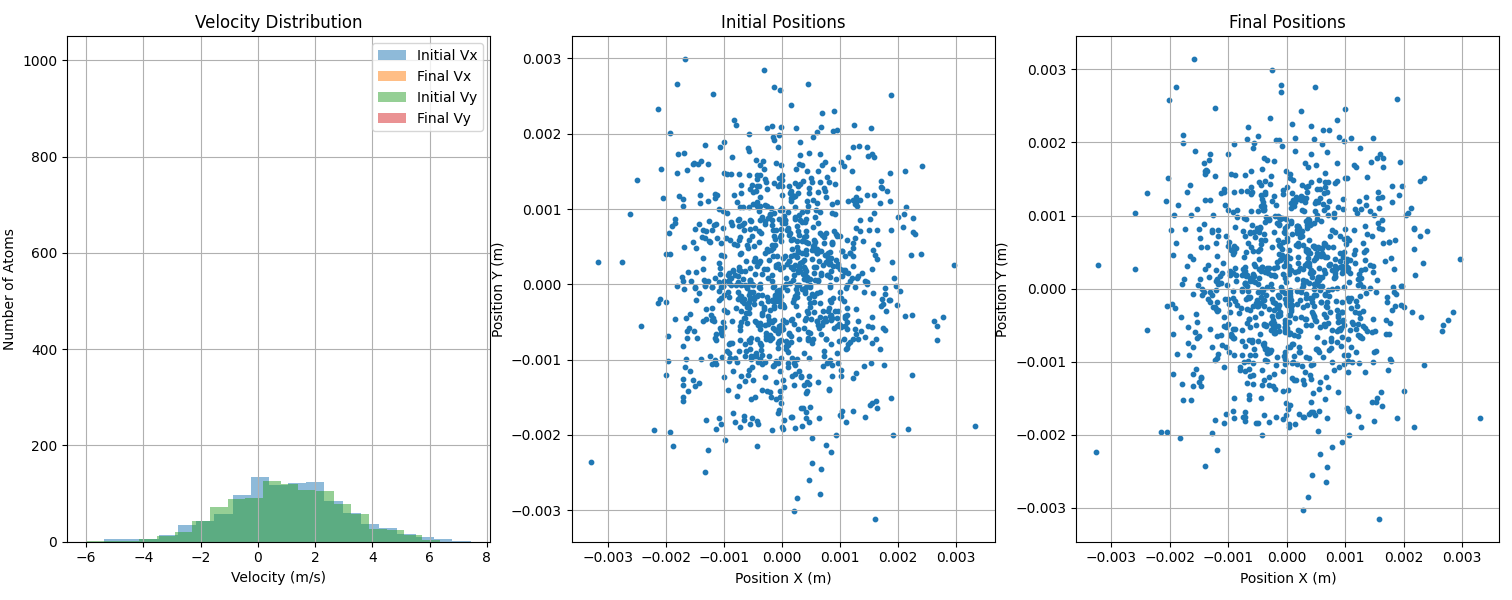 Velocity Distribution
Number of Atoms
1000
800
600
400
200
0
−6 −4 −2 0 2 4 6 8
Velocity (m/s)
Initial Vx
Final Vx
Initial Vy
Final Vy
Initial Positions
Position Y (m)
0.003
0.002
0.001
0.000
−0.001
−0.002
−0.003
−0.003 −0.002 −0.001 0.000 0.001 0.002 0.003
Position X (m)
Final Positions
Position Y (m)
0.003
0.002
0.001
0.000
−0.001
−0.002
−0.003
−0.003 −0.002 −0.001 0.000 0.001 0.002 0.003
Position X (m)